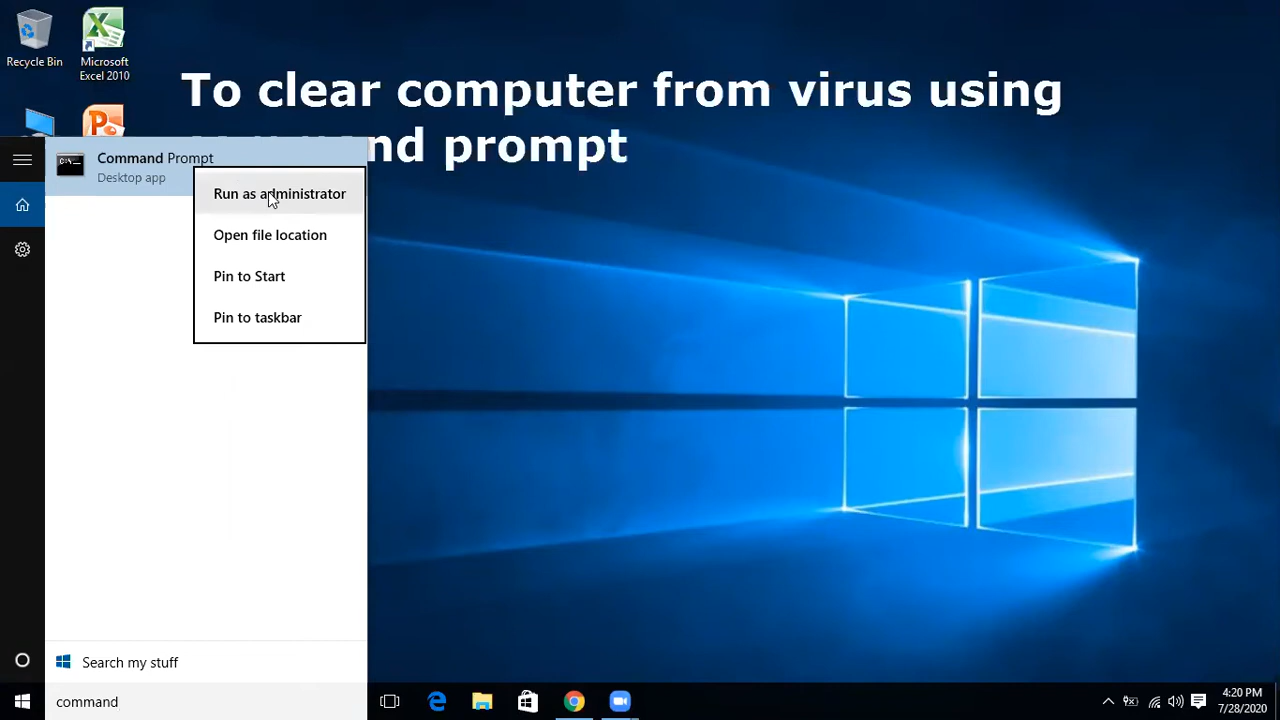 Recycle Bin
Microsoft
Excel 2010
To clear computer from virus using
nd prompt
Command Prompt
Desktop app
Run as administrator
Open file location
Pin to Start
Pin to taskbar
Search my stuff
command
4:20 PM
7/28/2020